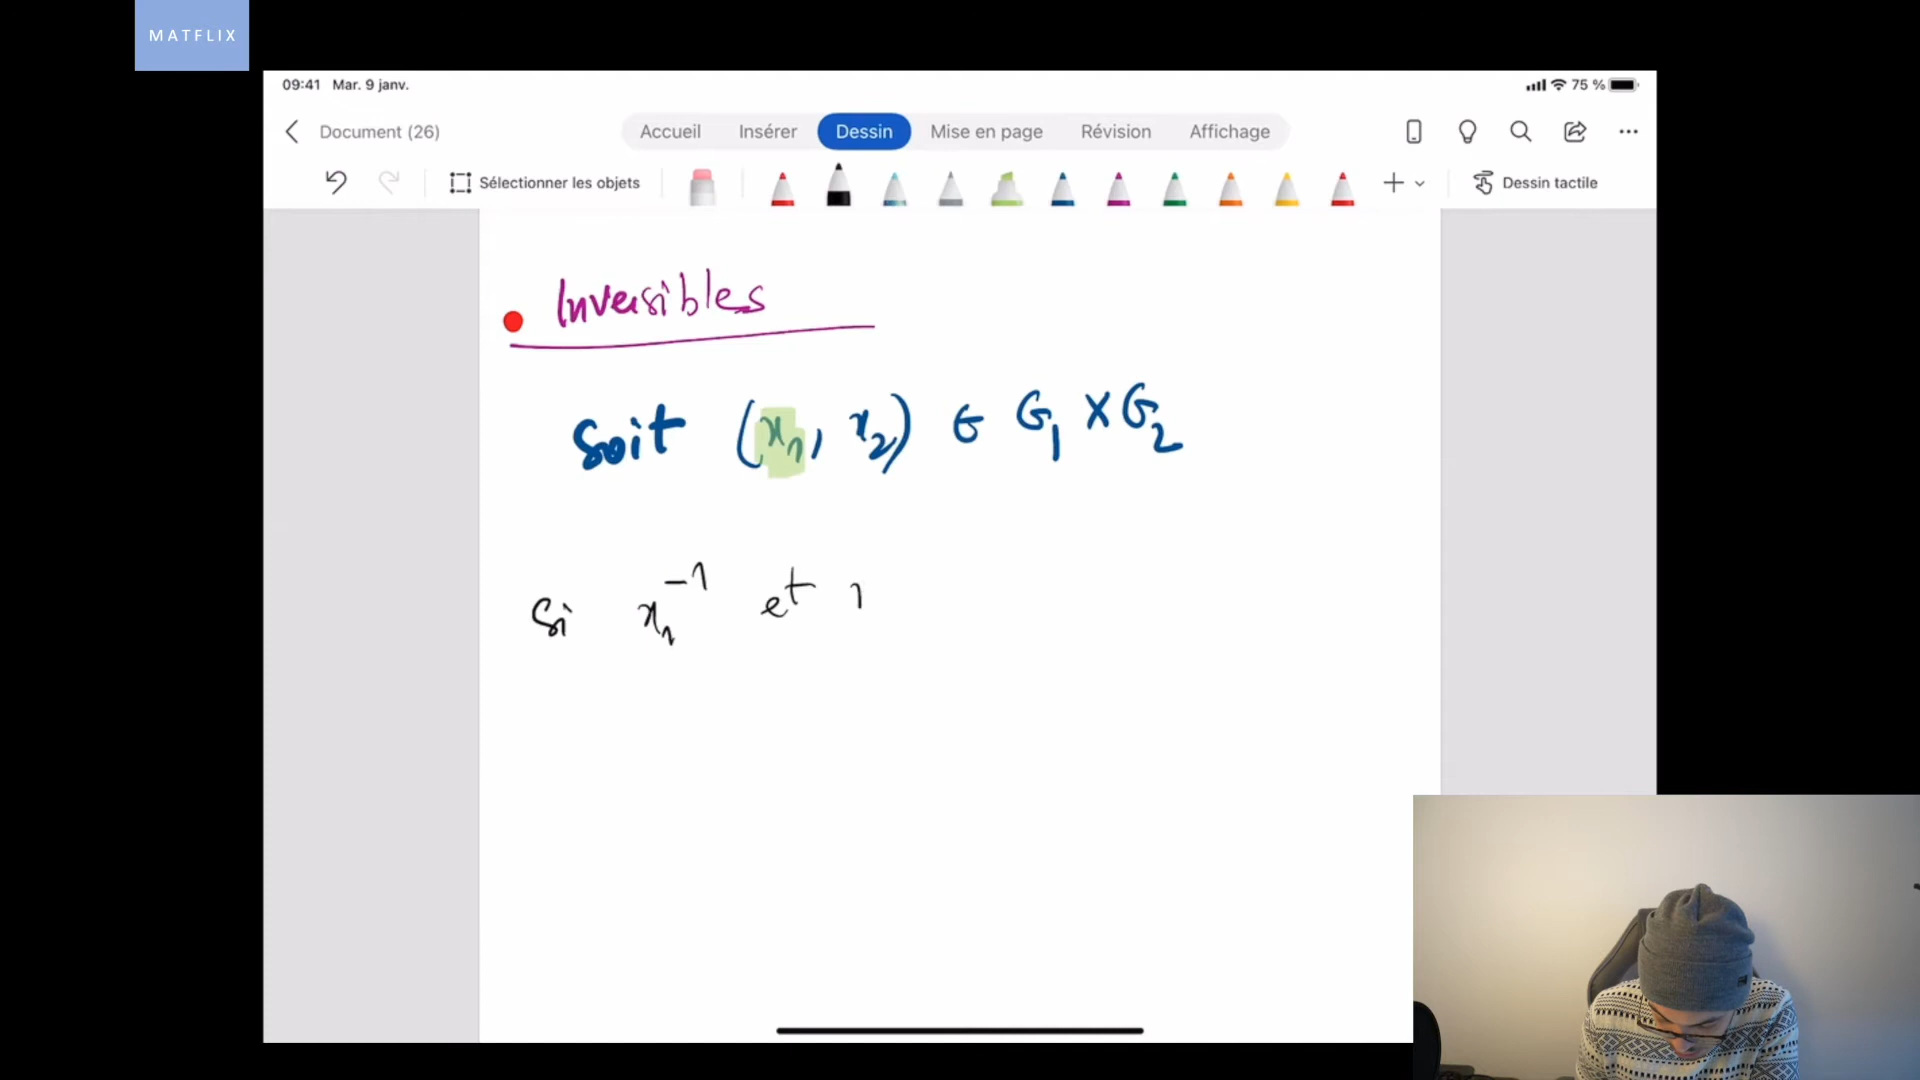 MATFLIX
09:41 Mar. 9 janv. 75 %
Document (26) Accueil Insérer Dessin Mise en page Révision Affichage
Sélectionner les objets Dessin tactile
Inversibles
Soit (x₁, x₂) ∈ G₁ × G₂
Si x₁⁻¹ et